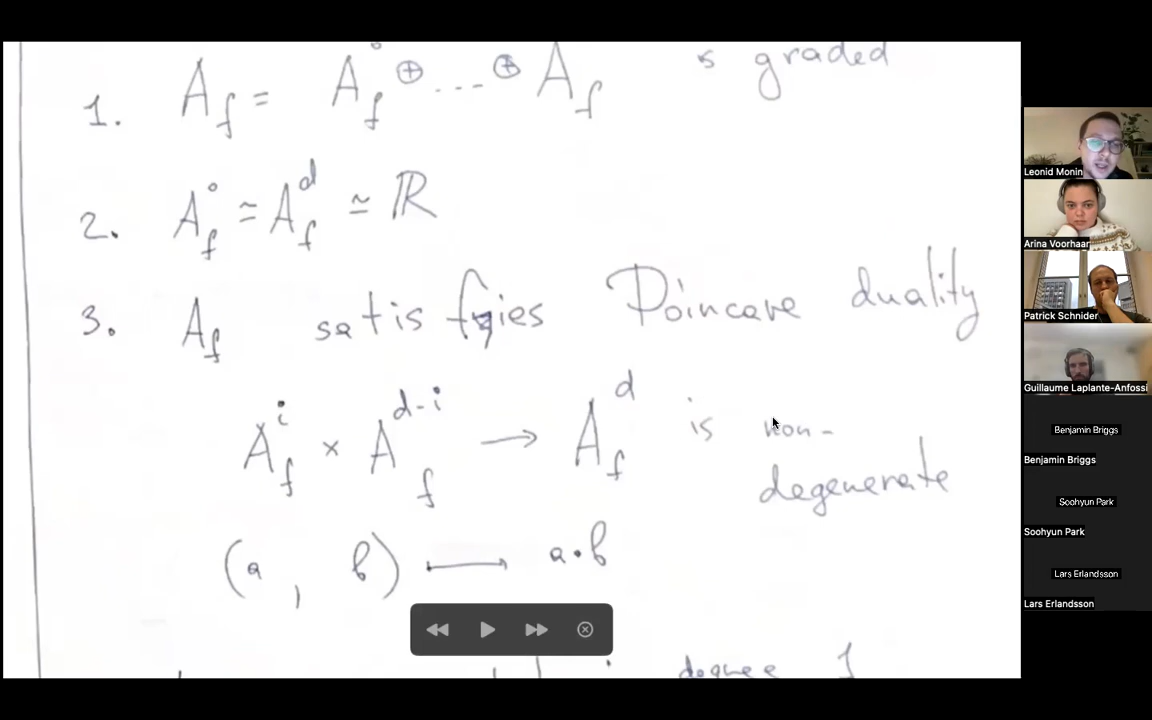 1. A_f = A_f^0 ⊕ ... ⊕ A_f is graded
2. A_f^0 ≃ A_f^d ≃ ℝ
3. A_f satisfyies Poincare duality
A_f^i × A_f^{d-i} → A_f^d is non-
degenerate
(a , b) ⟼ a·b
degree 1
Leonid Monin
Arina Voorhaar
Patrick Schnider
Guillaume Laplante-Anfossi
Benjamin Briggs
Benjamin Briggs
Soohyun Park
Soohyun Park
Lars Erlandsson
Lars Erlandsson